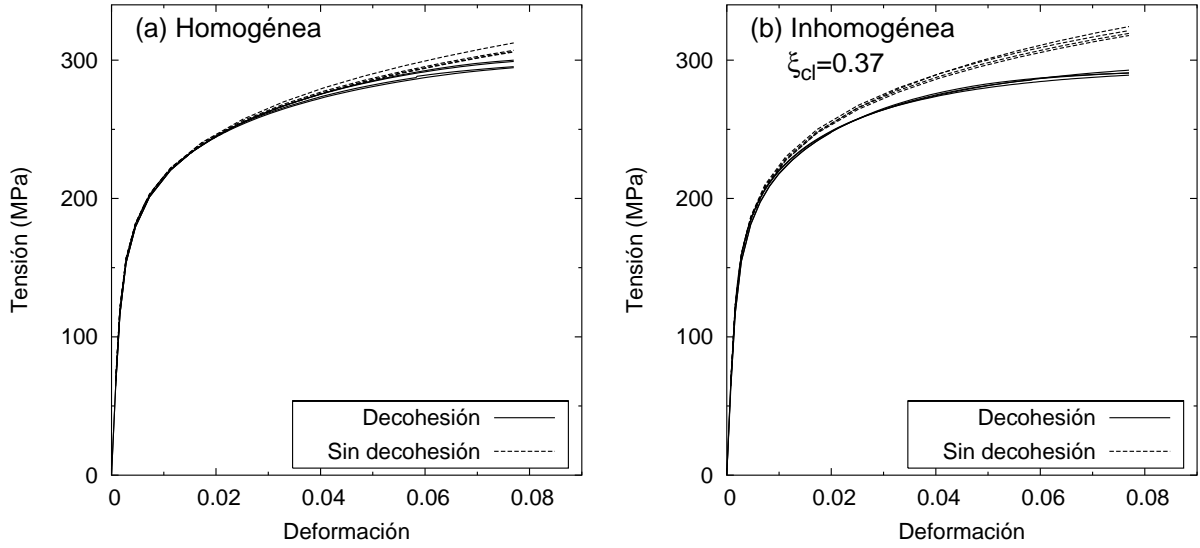 (a) Homogénea
300
200
100
0
Tensión (MPa)
Decohesión
Sin decohesión
0 0.02 0.04 0.06 0.08
Deformación
(b) Inhomogénea
ξcl=0.37
300
200
100
0
Tensión (MPa)
Decohesión
Sin decohesión
0 0.02 0.04 0.06 0.08
Deformación